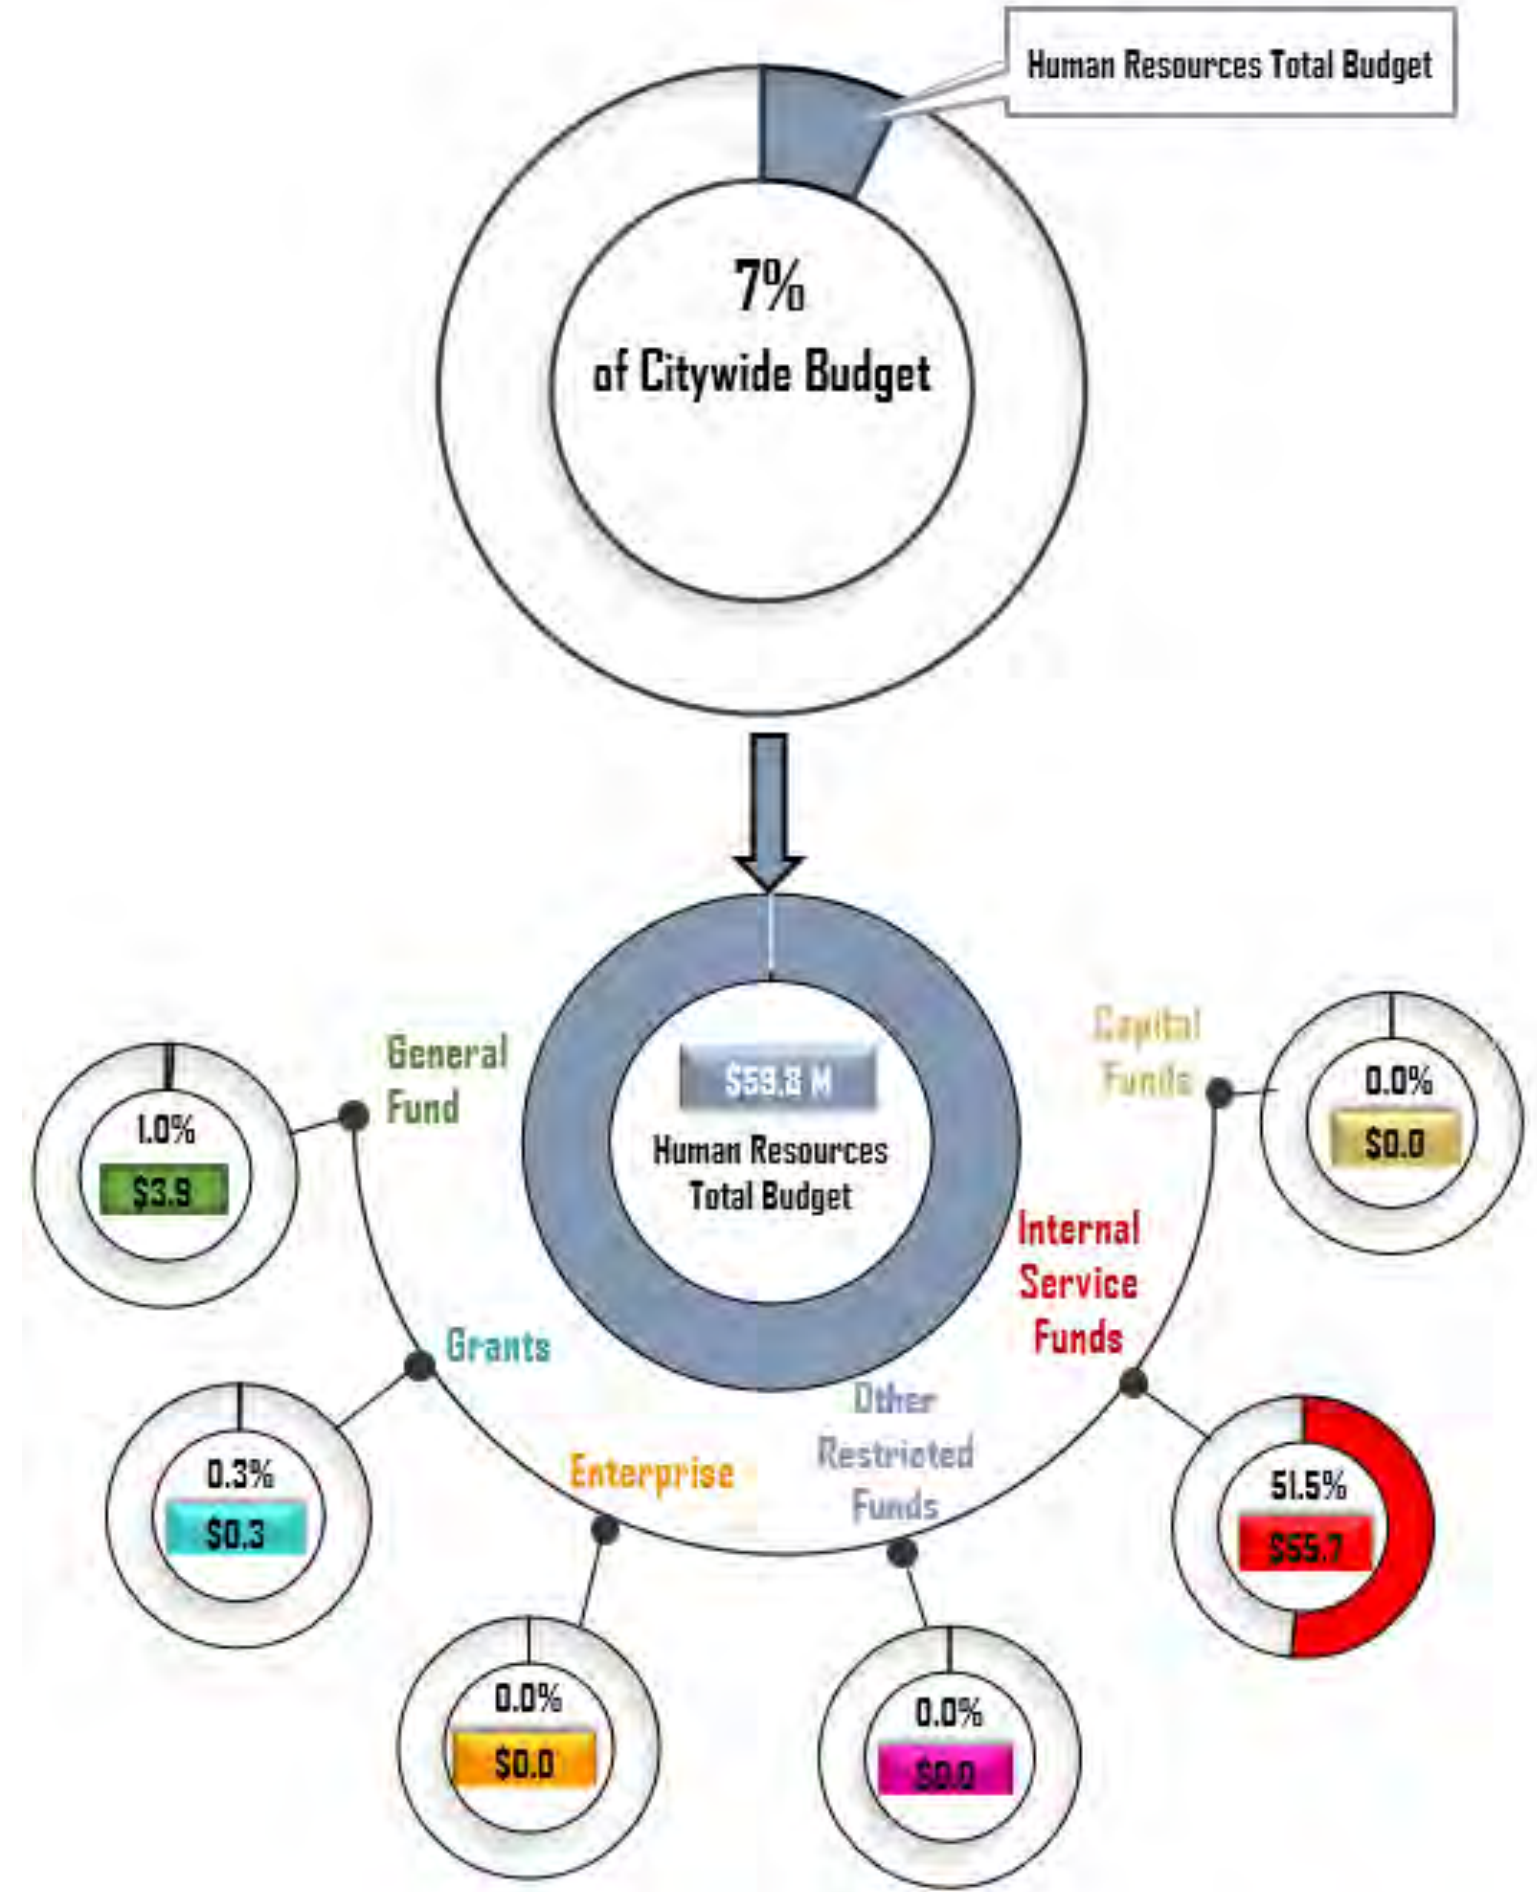 Human Resources Total Budget
7%
of Citywide Budget
$59.8 M
Human Resources
Total Budget
General
Fund
1.0%
$3.9
Grants
0.3%
$0.3
Enterprise
0.0%
$0.0
Other
Restricted
Funds
0.0%
$0.0
Internal
Service
Funds
51.5%
$55.7
Capital
Funds
0.0%
$0.0